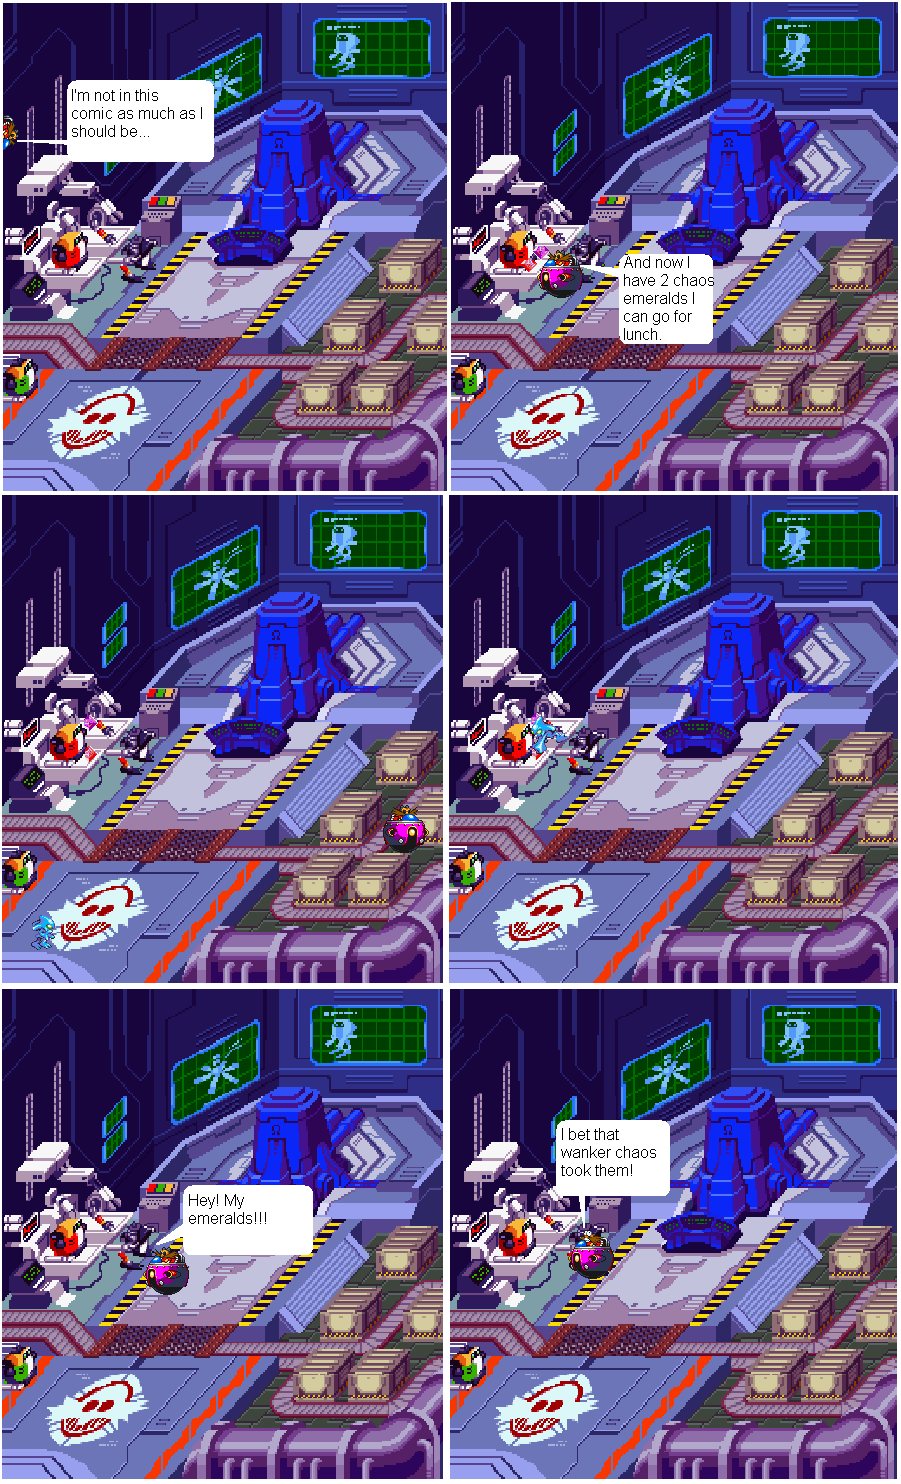 I'm not in this
comic as much as I
should be...
And now I
have 2 chaos
emeralds I
can go for
lunch.
Hey! My
emeralds!!!
I bet that
wanker chaos
took them!